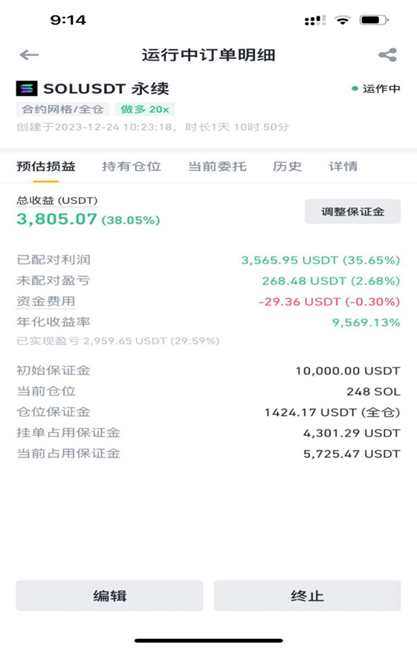 9:14
运行中订单明细
SOLUSDT 永续
运作中
合约网格/全仓 做多 20x
创建于2023-12-24 10:23:18，时长1天 10时 50分
预估损益 持有仓位 当前委托 历史 详情
总收益 (USDT)
3,805.07 (38.05%)
调整保证金
已配对利润 3,565.95 USDT (35.65%)
未配对盈亏 268.48 USDT (2.68%)
资金费用 -29.36 USDT (-0.30%)
年化收益率 9,569.13%
已实现盈亏 2,959.65 USDT (29.59%)
初始保证金 10,000.00 USDT
当前仓位 248 SOL
仓位保证金 1424.17 USDT (全仓)
挂单占用保证金 4,301.29 USDT
当前占用保证金 5,725.47 USDT
编辑 终止